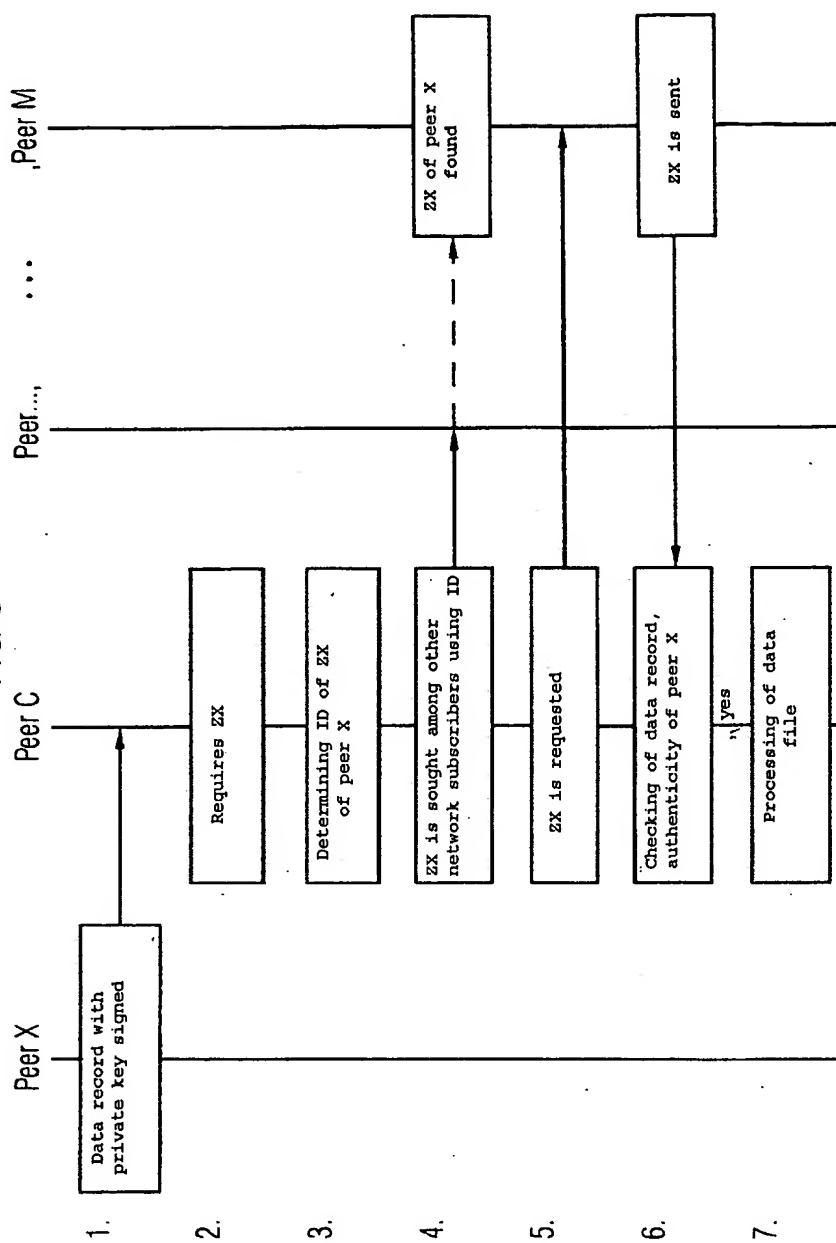 Peer X
Peer C
Peer...,
...
,Peer M
1.
Data record with
private key signed
2.
Requires ZX
3.
Determining ID of ZX
of peer X
4.
ZX is sought among other
network subscribers using ID
ZX of peer X
found
5.
ZX is requested
6.
Checking of data record,
authenticity of peer X
ZX is sent
yes
7.
Processing of data
file